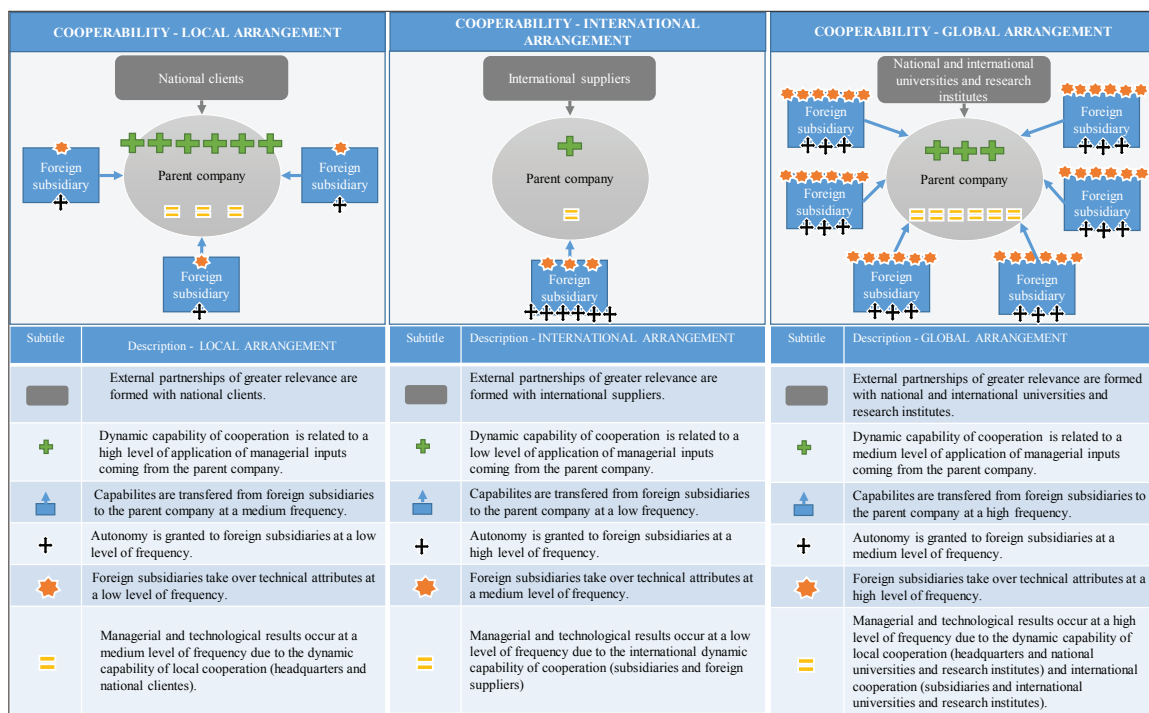 COOPERABILITY - LOCAL ARRANGEMENT
National clients
Foreign
subsidiary
Parent company
Foreign
subsidiary
Foreign
subsidiary
COOPERABILITY - INTERNATIONAL
ARRANGEMENT
International suppliers
Parent company
Foreign
subsidiary
COOPERABILITY - GLOBAL ARRANGEMENT
National and international
universities and research
institutes
Foreign
subsidiary
Foreign
subsidiary
Parent company
Foreign
subsidiary
Foreign
subsidiary
Foreign
subsidiary
Foreign
subsidiary
Subtitle
Description - LOCAL ARRANGEMENT
External partnerships of greater relevance are
formed with national clients.
Dynamic capability of cooperation is related to a
high level of application of managerial inputs
coming from the parent company.
Capabilites are transfered from foreign subsidiaries
to the parent company at a medium frequency.
Autonomy is granted to foreign subsidiaries at a low
level of frequency.
Foreign subsidiaries take over technical attributes at
a low level of frequency.
Managerial and technological results occur at a
medium level of frequency due to the dynamic
capability of local cooperation (headquarters and
national clientes).
Subtitle
Description - INTERNATIONAL ARRANGEMENT
External partnerships of greater relevance are
formed with international suppliers.
Dynamic capability of cooperation is related to a
low level of application of managerial inputs
coming from the parent company.
Capabilites are transfered from foreign subsidiaries
to the parent company at a low frequency.
Autonomy is granted to foreign subsidiaries at a
high level of frequency.
Foreign subsidiaries take over technical attributes at
a medium level of frequency.
Managerial and technological results occur at a low
level of frequency due to the international dynamic
capability of cooperation (subsidiaries and foreign
suppliers)
Subtitle
Description - GLOBAL ARRANGEMENT
External partnerships of greater relevance are formed
with national and international universities and
research institutes.
Dynamic capability of cooperation is related to a
medium level of application of managerial inputs
coming from the parent company.
Capabilites are transfered from foreign subsidiaries to
the parent company at a high frequency.
Autonomy is granted to foreign subsidiaries at a
medium level of frequency.
Foreign subsidiaries take over technical attributes at a
high level of frequency.
Managerial and technological results occur at a high
level of frequency due to the dynamic capability of
local cooperation (headquarters and national
universities and research institutes) and international
cooperation (subsidiaries and international
universities and research institutes).